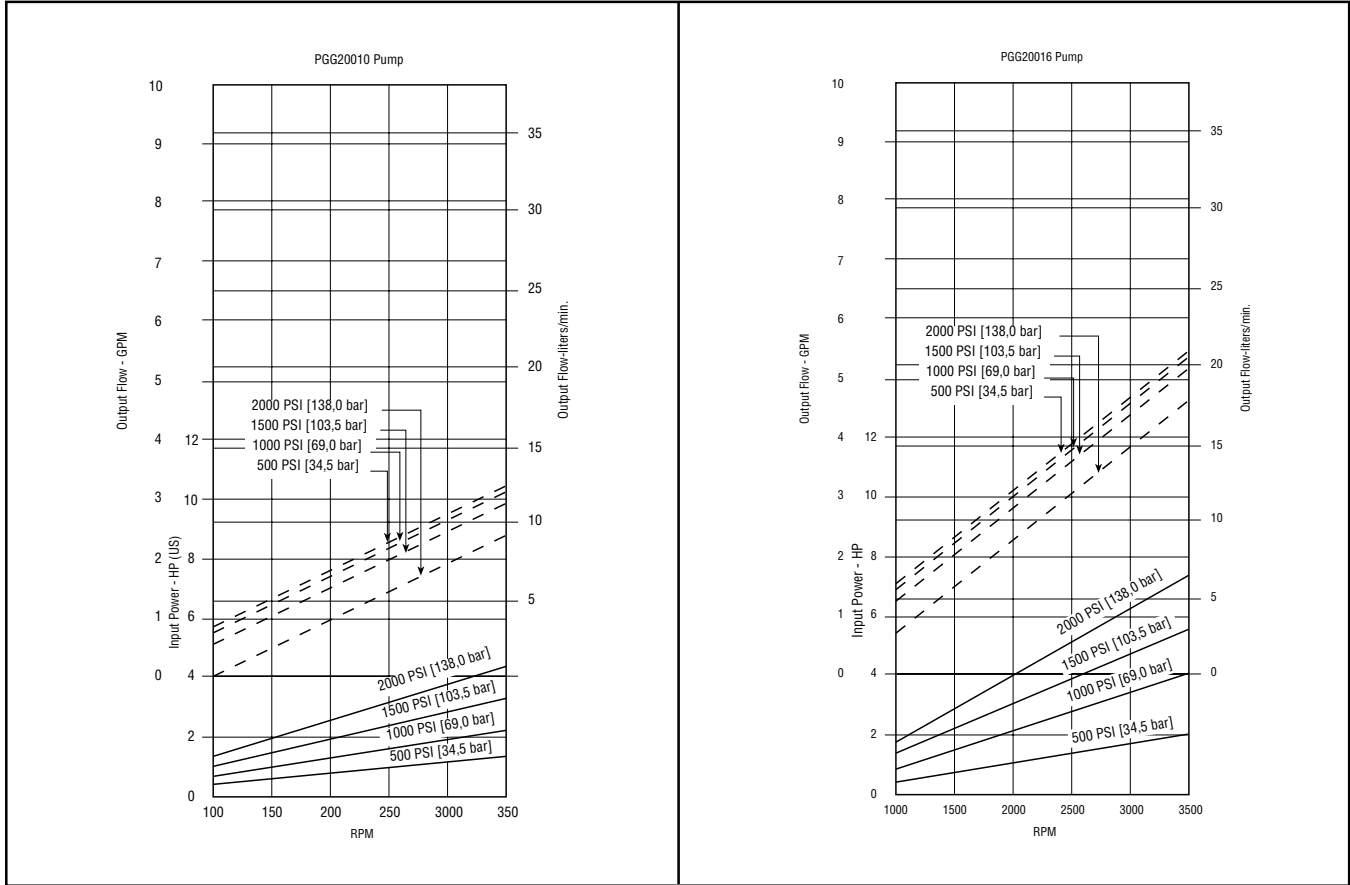 PGG20010 Pump
10
9
8
7
6
5
4 12
3 10
2 8
1 6
0 4
2
0
35
30
25
20
15
10
5
Output Flow - GPM
Input Power - HP (US)
Output Flow-liters/min.
2000 PSI [138,0 bar]
1500 PSI [103,5 bar]
1000 PSI [69,0 bar]
500 PSI [34,5 bar]
2000 PSI [138,0 bar]
1500 PSI [103,5 bar]
1000 PSI [69,0 bar]
500 PSI [34,5 bar]
100 150 200 250 300 350
RPM
PGG20016 Pump
10
9
8
7
6
5
4 12
3 10
2 8
1 6
0 4
2
0
35
30
25
20
15
10
5
0
Output Flow - GPM
Input Power - HP
Output Flow-liters/min.
2000 PSI [138,0 bar]
1500 PSI [103,5 bar]
1000 PSI [69,0 bar]
500 PSI [34,5 bar]
2000 PSI [138,0 bar]
1500 PSI [103,5 bar]
1000 PSI [69,0 bar]
500 PSI [34,5 bar]
1000 1500 2000 2500 3000 3500
RPM